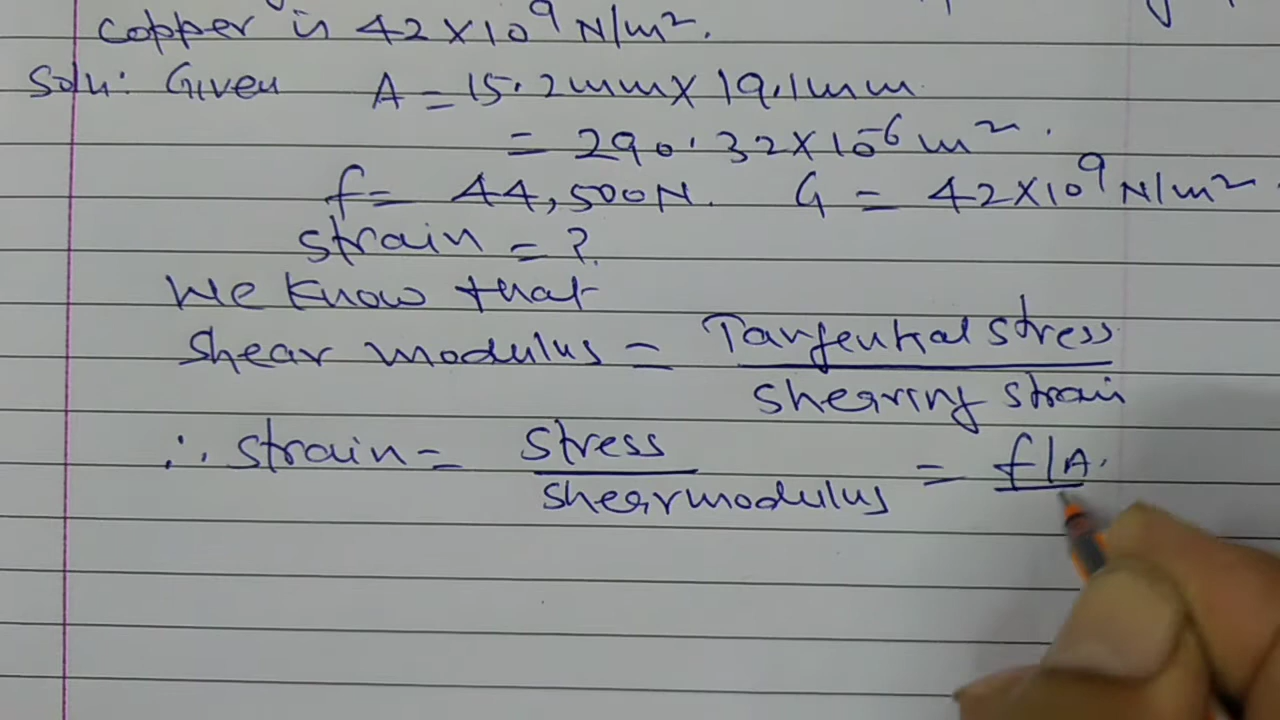 copper is 42×10⁹ N/m².
Soln: Given A = 15.2mm × 19.1mm.
= 290.32×10⁻⁶ m².
f = 44,500N. G = 42×10⁹ N/m².
strain = ?
We know that
Shear modulus = Tangential stress / shearing strain
∴ strain = stress / shear modulus = f/A.